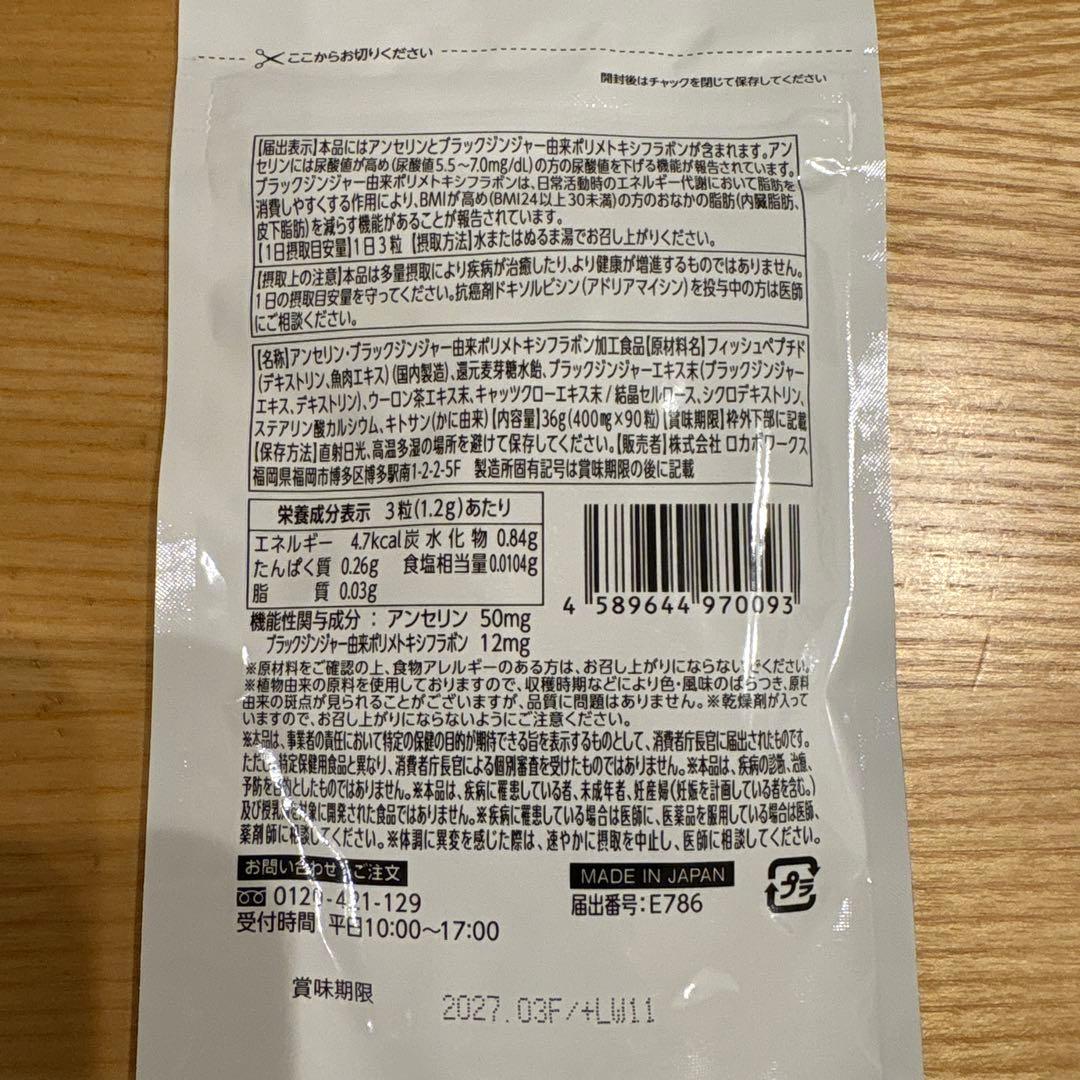 ここからお切りください
開封後はチャックを閉じて保存してください
【届出表示】本品にはアンセリンとブラックジンジャー由来ポリメトキシフラボンが含まれます。アン
セリンには尿酸値が高め(尿酸値5.5〜7.0mg/dL)の方の尿酸値を下げる機能が報告されています。
ブラックジンジャー由来ポリメトキシフラボンは、日常活動時のエネルギー代謝において脂肪を
消費しやすくする作用により、BMIが高め(BMI24以上30未満)の方のおなかの脂肪(内臓脂肪、
皮下脂肪)を減らす機能があることが報告されています。
【1日摂取目安量】1日3粒 【摂取方法】水またはぬるま湯でお召し上がりください。
【摂取上の注意】本品は多量摂取により疾病が治癒したり、より健康が増進するものではありません。
1日の摂取目安量を守ってください。抗癌剤ドキソルビシン(アドリアマイシン)を投与中の方は医師
にご相談ください。
【名称】アンセリン・ブラックジンジャー由来ポリメトキシフラボン加工食品【原材料名】フィッシュペプチド
(デキストリン、魚肉エキス)(国内製造)、還元麦芽糖水飴、ブラックジンジャーエキス末(ブラックジンジャー
エキス、デキストリン)、ウーロン茶エキス末、キャッツクローエキス末/結晶セルロース、シクロデキストリン、
ステアリン酸カルシウム、キトサン(かに由来)【内容量】36g(400㎎×90粒)【賞味期限】枠外下部に記載
【保存方法】直射日光、高温多湿の場所を避けて保存してください。【販売者】株式会社 ロカボワークス
福岡県福岡市博多区博多駅南1-2-2-5F 製造所固有記号は賞味期限の後に記載
栄養成分表示 3粒(1.2g)あたり
エネルギー 4.7kcal 炭水化物 0.84g
たんぱく質 0.26g 食塩相当量 0.0104g
脂質 0.03g
4 589644 970093
機能性関与成分：アンセリン 50mg
ブラックジンジャー由来ポリメトキシフラボン 12mg
※原材料をご確認の上、食物アレルギーのある方は、お召し上がりにならないでください。
※植物由来の原料を使用しておりますので、収穫時期などにより色・風味のばらつき、原料
由来の斑点が見られることがございますが、品質に問題はありません。※乾燥剤が入って
いますので、お召し上がりにならないようにご注意ください。
※本品は、事業者の責任において特定の保健の目的が期待できる旨を表示するものとして、消費者庁長官に届出されたものです。
ただし、特定保健用食品と異なり、消費者庁長官による個別審査を受けたものではありません。※本品は、疾病の診断、治療、
予防を目的としたものではありません。※本品は、疾病に罹患している者、未成年者、妊産婦(妊娠を計画している者を含む。)
及び授乳婦を対象に開発された食品ではありません。※疾病に罹患している場合は医師に、医薬品を服用している場合は医師、
薬剤師に相談してください。※体調に異変を感じた際は、速やかに摂取を中止し、医師に相談してください。
お問い合わせ・ご注文
0120-421-129
受付時間 平日10:00〜17:00
MADE IN JAPAN
届出番号：E786
プラ
賞味期限
2027.03F/+LW11